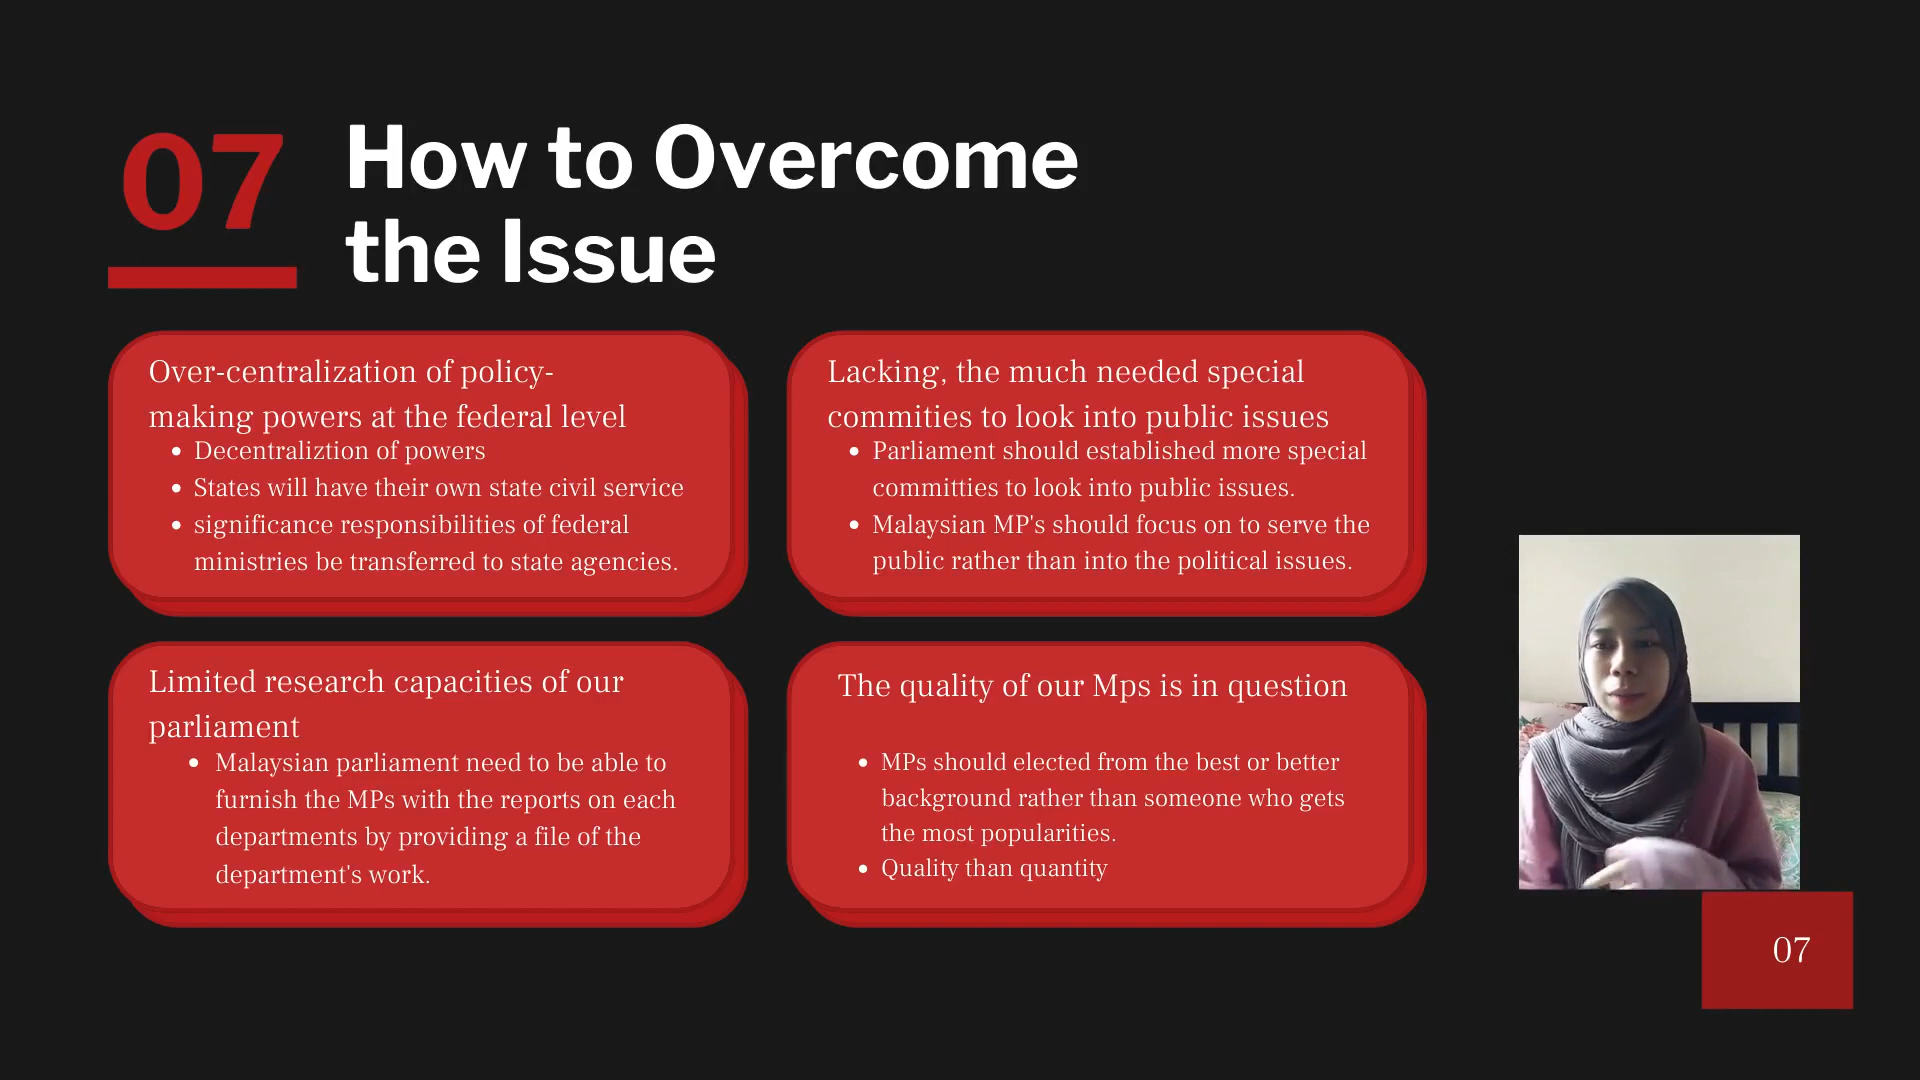 07
How to Overcome
the Issue
Over-centralization of policy-
making powers at the federal level
• Decentraliztion of powers
• States will have their own state civil service
• significance responsibilities of federal
ministries be transferred to state agencies.
Lacking, the much needed special
commities to look into public issues
• Parliament should established more special
committies to look into public issues.
• Malaysian MP's should focus on to serve the
public rather than into the political issues.
Limited research capacities of our
parliament
• Malaysian parliament need to be able to
furnish the MPs with the reports on each
departments by providing a file of the
department's work.
The quality of our Mps is in question
• MPs should elected from the best or better
background rather than someone who gets
the most popularities.
• Quality than quantity
07